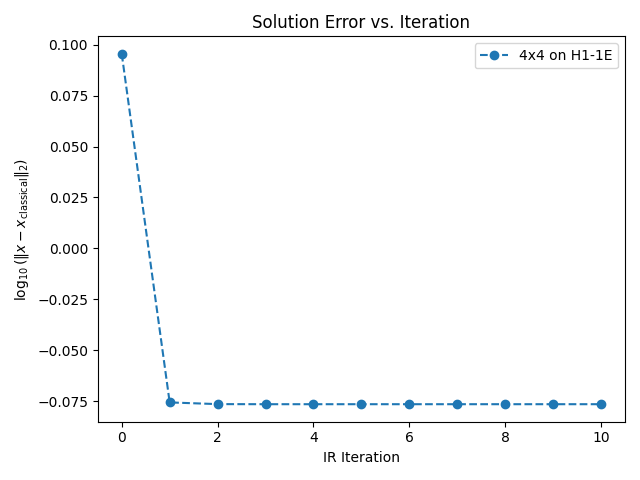 Solution Error vs. Iteration
4x4 on H1-1E
log₁₀(‖x − x_classical‖₂)
0.100
0.075
0.050
0.025
0.000
−0.025
−0.050
−0.075
0 2 4 6 8 10
IR Iteration